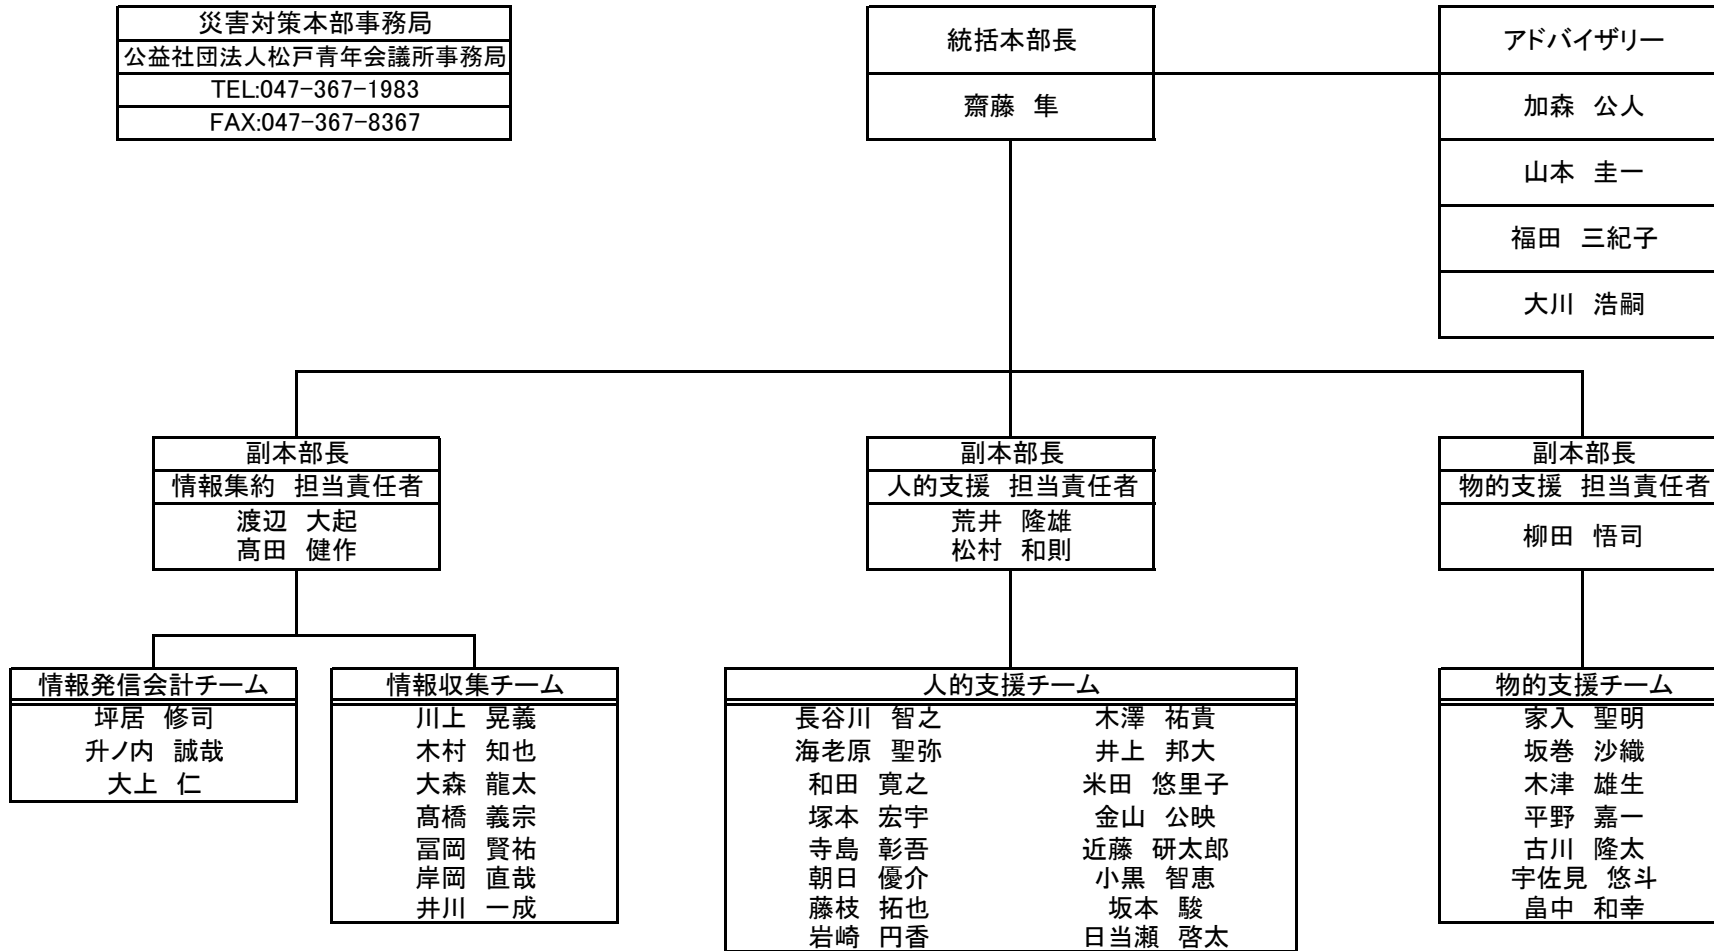 災害対策本部事務局
公益社団法人松戸青年会議所事務局
TEL:047-367-1983
FAX:047-367-8367
統括本部長
齋藤 隼
アドバイザリー
加森 公人
山本 圭一
福田 三紀子
大川 浩嗣
副本部長
情報集約 担当責任者
渡辺 大起
髙田 健作
副本部長
人的支援 担当責任者
荒井 隆雄
松村 和則
副本部長
物的支援 担当責任者
柳田 悟司
情報発信会計チーム
坪居 修司
升ノ内 誠哉
大上 仁
情報収集チーム
川上 晃義
木村 知也
大森 龍太
髙橋 義宗
冨岡 賢祐
岸岡 直哉
井川 一成
人的支援チーム
長谷川 智之 木澤 祐貴
海老原 聖弥 井上 邦大
和田 寛之 米田 悠里子
塚本 宏宇 金山 公映
寺島 彰吾 近藤 研太郎
朝日 優介 小黒 智恵
藤枝 拓也 坂本 駿
岩崎 円香 日当瀬 啓太
物的支援チーム
家入 聖明
坂巻 沙織
木津 雄生
平野 嘉一
古川 隆太
宇佐見 悠斗
畠中 和幸